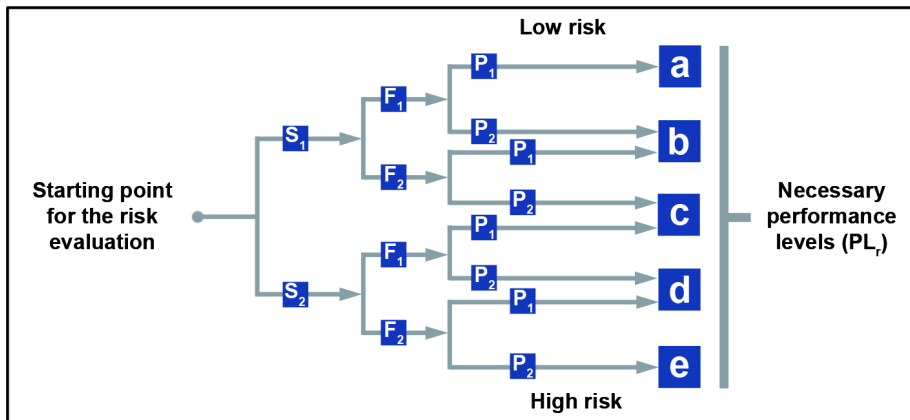 Low risk
P1
a
F1
P2
b
S1
P1
F2
P2
c
Starting point
for the risk
evaluation
Necessary
performance
levels (PLr)
P1
F1
P2
d
S2
P1
F2
P2
e
High risk